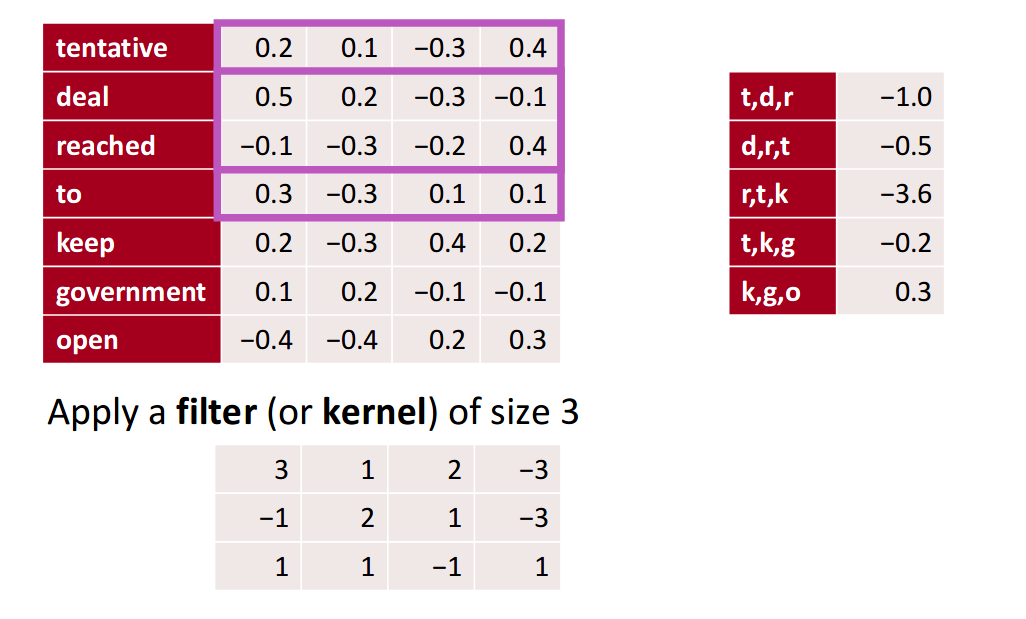 tentative 0.2 0.1 −0.3 0.4
deal 0.5 0.2 −0.3 −0.1
reached −0.1 −0.3 −0.2 0.4
to 0.3 −0.3 0.1 0.1
keep 0.2 −0.3 0.4 0.2
government 0.1 0.2 −0.1 −0.1
open −0.4 −0.4 0.2 0.3
t,d,r −1.0
d,r,t −0.5
r,t,k −3.6
t,k,g −0.2
k,g,o 0.3
Apply a filter (or kernel) of size 3
3 1 2 −3
−1 2 1 −3
1 1 −1 1